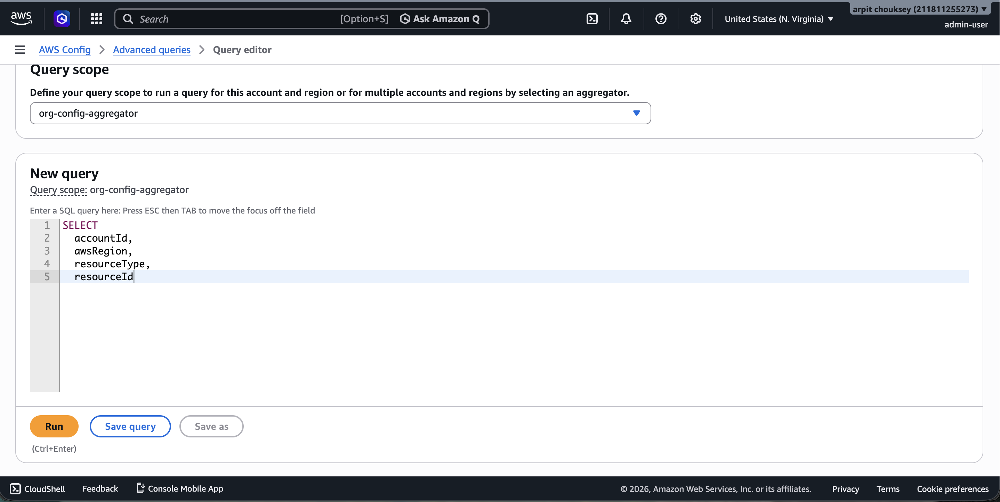 aws
Search [Option+S] Ask Amazon Q
United States (N. Virginia)
arpit chouksey (211811255273)
admin-user
AWS Config
Advanced queries
Query editor
Query scope
Define your query scope to run a query for this account and region or for multiple accounts and regions by selecting an aggregator.
org-config-aggregator
New query
Query scope: org-config-aggregator
Enter a SQL query here: Press ESC then TAB to move the focus off the field
1 SELECT
2 accountId,
3 awsRegion,
4 resourceType,
5 resourceId
Run
Save query
Save as
(Ctrl+Enter)
CloudShell
Feedback
Console Mobile App
© 2026, Amazon Web Services, Inc. or its affiliates.
Privacy
Terms
Cookie preferences